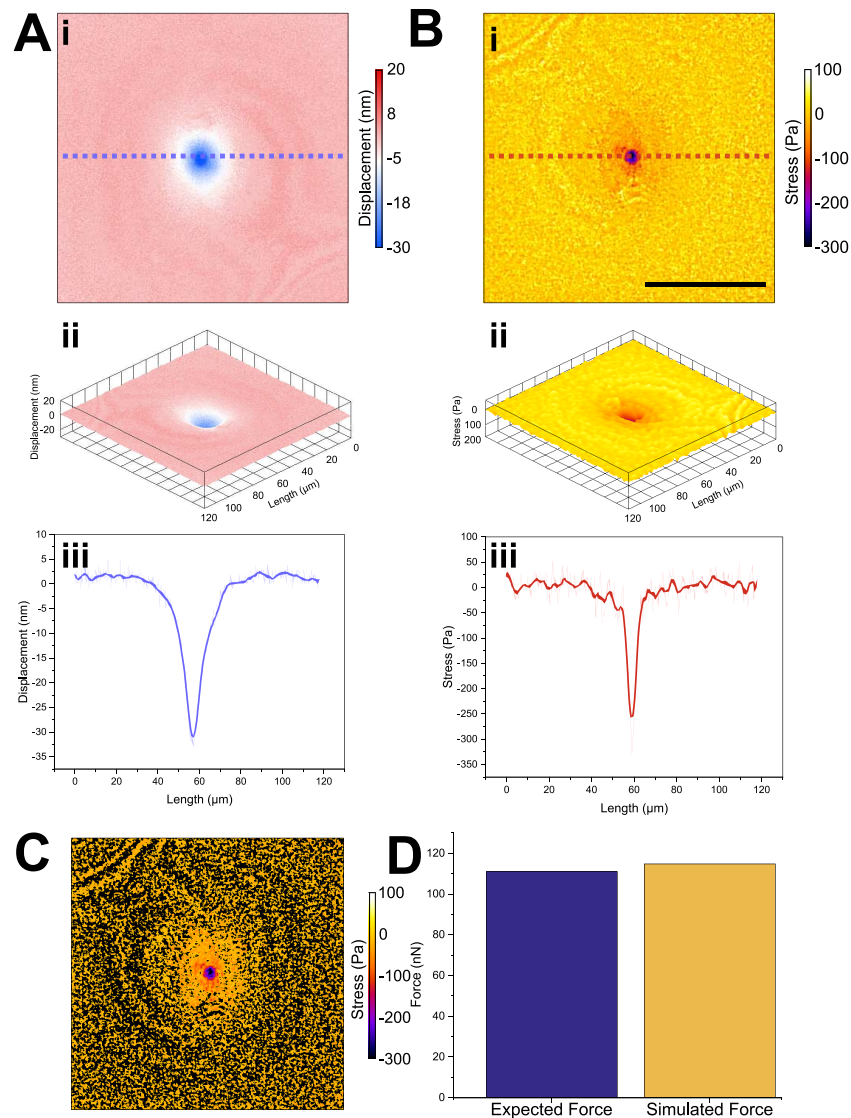 A
i
20
8
-5
-18
-30
Displacement (nm)
B
i
100
0
-100
-200
-300
Stress (Pa)
ii
20
0
-20
Displacement (nm)
0
20
40
60
80
100
120
Length (µm)
ii
0
100
200
Stress (Pa)
0
20
40
60
80
100
120
Length (µm)
iii
10
5
0
-5
-10
-15
-20
-25
-30
-35
Displacement (nm)
0 20 40 60 80 100 120
Length (µm)
iii
100
50
0
-50
-100
-150
-200
-250
-300
-350
Stress (Pa)
0 20 40 60 80 100 120
Length (µm)
C
100
0
-100
-200
-300
Stress (Pa)
D
120
100
80
60
40
20
0
Force (nN)
Expected Force Simulated Force